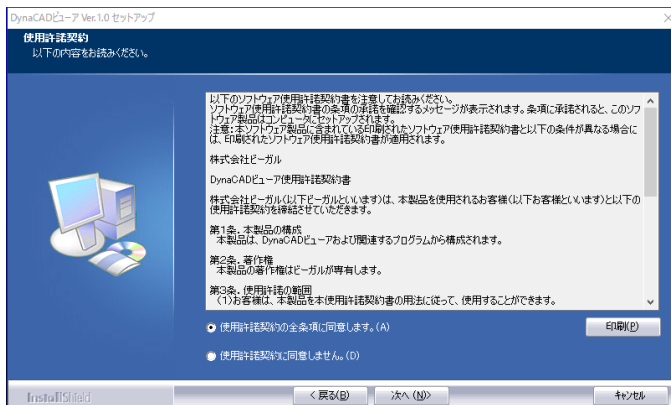 DynaCADビューア Ver.1.0 セットアップ
使用許諾契約
以下の内容をお読みください。
以下のソフトウェア使用許諾契約書を注意してお読みください。
ソフトウェア使用許諾契約書の条項の承諾を確認するメッセージが表示されます。条項に承諾されると、このソフ
トウェア製品はコンピュータにセットアップされます。
注意:本ソフトウェア製品に含まれている印刷されたソフトウェア使用許諾契約書と以下の条件が異なる場合に
は、印刷されたソフトウェア使用許諾契約書が適用されます。
株式会社ビーガル
DynaCADビューア使用許諾契約書
株式会社ビーガル(以下ビーガルといいます)は、本製品を使用されるお客様(以下お客様といいます)と以下の
使用許諾契約を締結させていただきます。
第1条. 本製品の構成
本製品は、DynaCADビューアおよび関連するプログラムから構成されます。
第2条. 著作権
本製品の著作権はビーガルが専有します。
第3条. 使用許諾の範囲
(1)お客様は、本製品を本使用許諾契約書の用法に従って、使用することができます。
使用許諾契約の全条項に同意します。(A)
印刷(P)
使用許諾契約に同意しません。(D)
InstallShield
< 戻る(B)
次へ (N)>
キャンセル